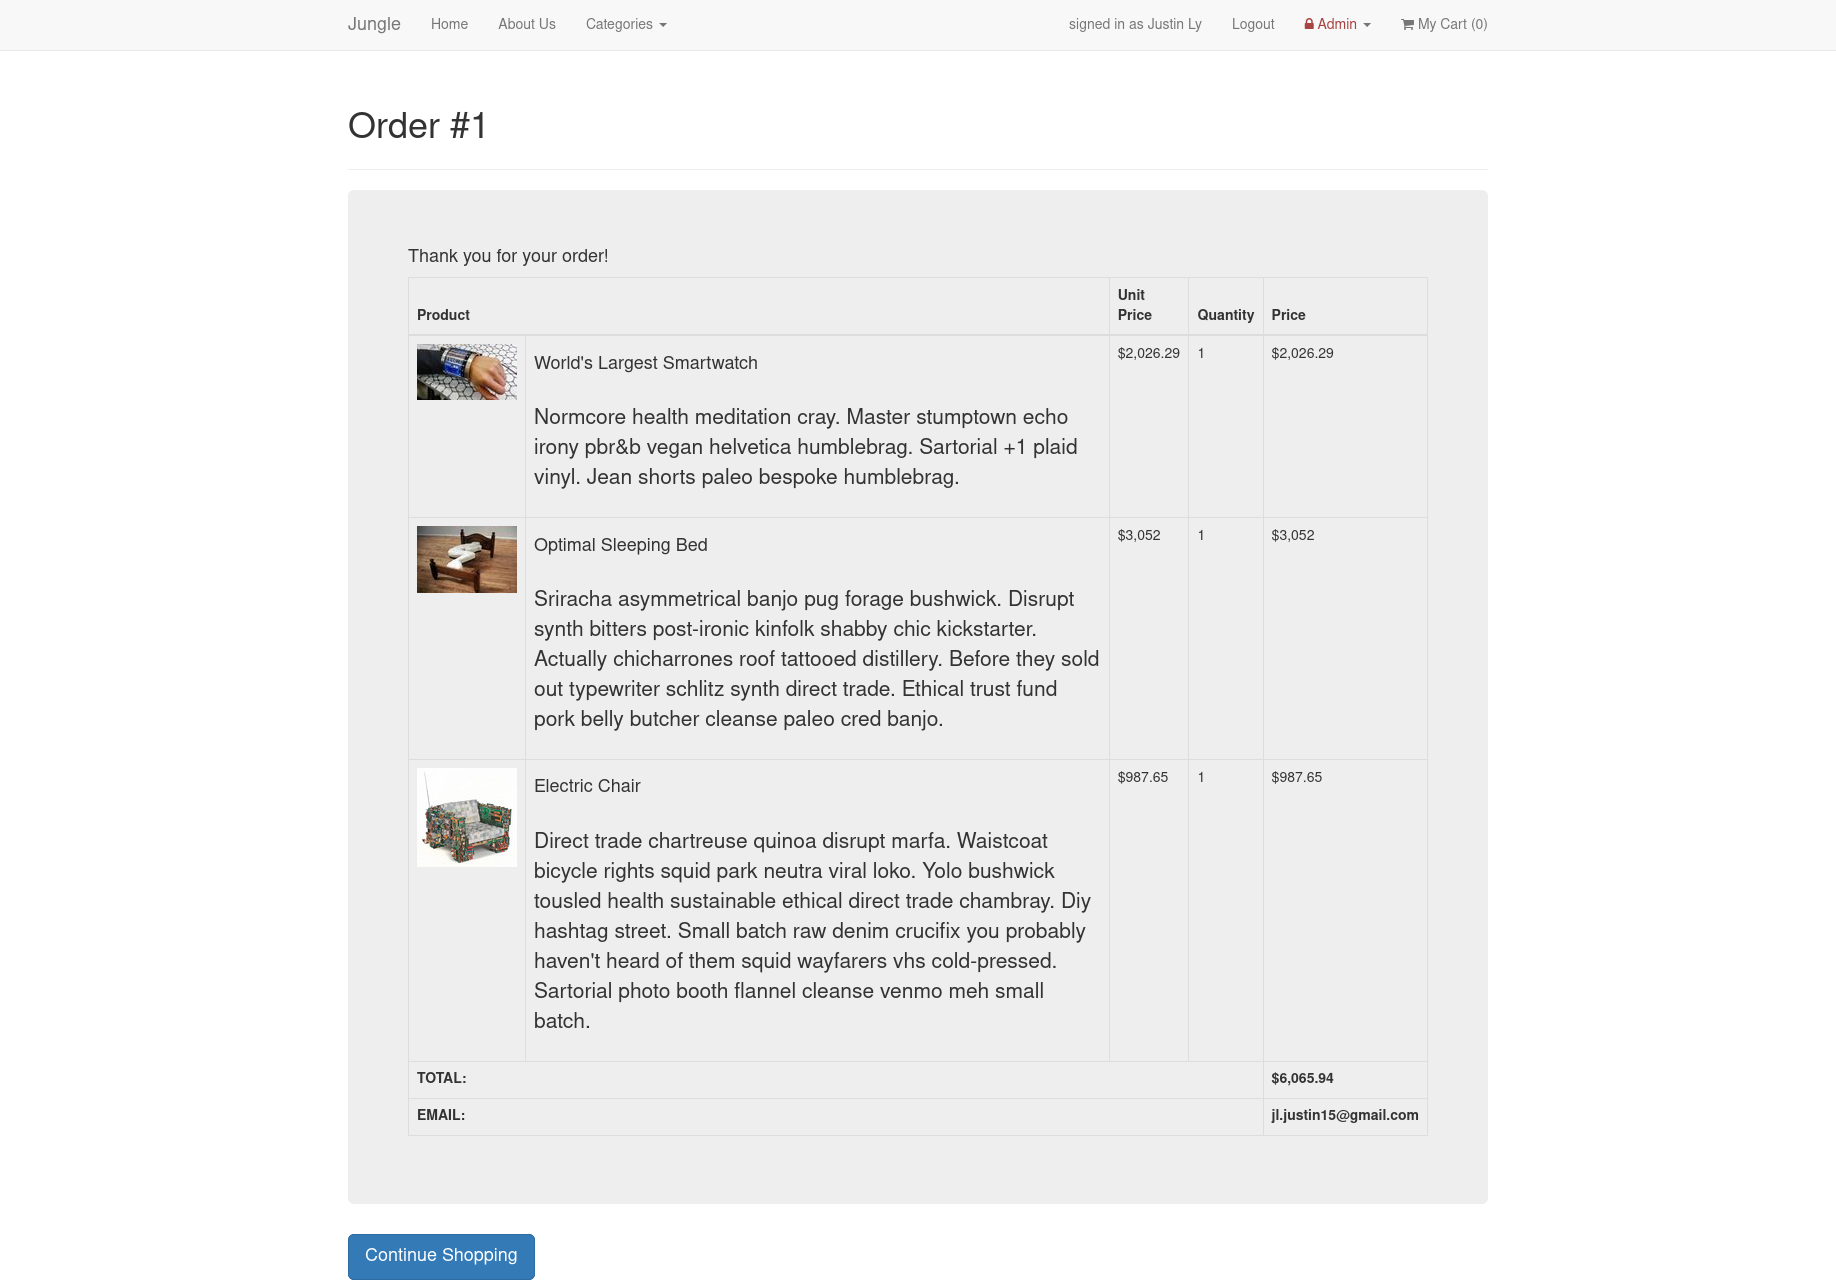 Jungle Home About Us Categories signed in as Justin Ly Logout Admin My Cart (0)
Order #1
Thank you for your order!
Product Unit Price Quantity Price
World's Largest Smartwatch $2,026.29 1 $2,026.29
Normcore health meditation cray. Master stumptown echo
irony pbr&b vegan helvetica humblebrag. Sartorial +1 plaid
vinyl. Jean shorts paleo bespoke humblebrag.
Optimal Sleeping Bed $3,052 1 $3,052
Sriracha asymmetrical banjo pug forage bushwick. Disrupt
synth bitters post-ironic kinfolk shabby chic kickstarter.
Actually chicharrones roof tattooed distillery. Before they sold
out typewriter schlitz synth direct trade. Ethical trust fund
pork belly butcher cleanse paleo cred banjo.
Electric Chair $987.65 1 $987.65
Direct trade chartreuse quinoa disrupt marfa. Waistcoat
bicycle rights squid park neutra viral loko. Yolo bushwick
tousled health sustainable ethical direct trade chambray. Diy
hashtag street. Small batch raw denim crucifix you probably
haven't heard of them squid wayfarers vhs cold-pressed.
Sartorial photo booth flannel cleanse venmo meh small
batch.
TOTAL: $6,065.94
EMAIL: jl.justin15@gmail.com
Continue Shopping